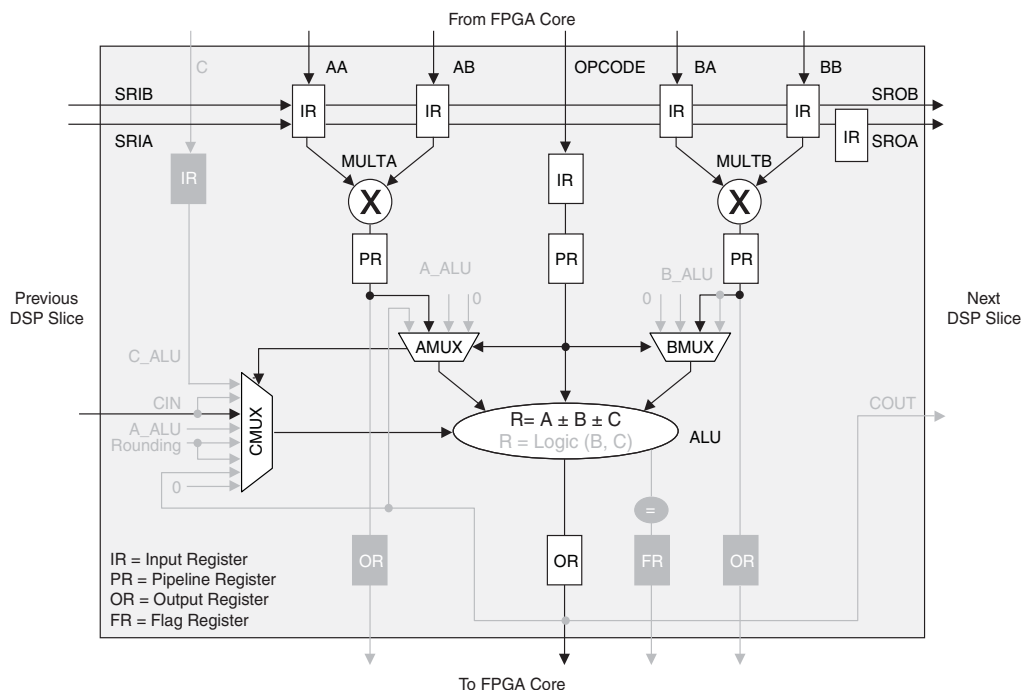 From FPGA Core
C
AA
AB
OPCODE
BA
BB
SRIB
IR
IR
IR
IR
SROB
SRIA
IR
SROA
MULTA
MULTB
IR
IR
X
X
PR
PR
PR
A_ALU
B_ALU
0
0
Previous
DSP Slice
Next
DSP Slice
AMUX
BMUX
C_ALU
CIN
COUT
A_ALU
Rounding
0
CMUX
R= A ± B ± C
R = Logic (B, C)
ALU
=
OR
OR
FR
OR
IR = Input Register
PR = Pipeline Register
OR = Output Register
FR = Flag Register
To FPGA Core